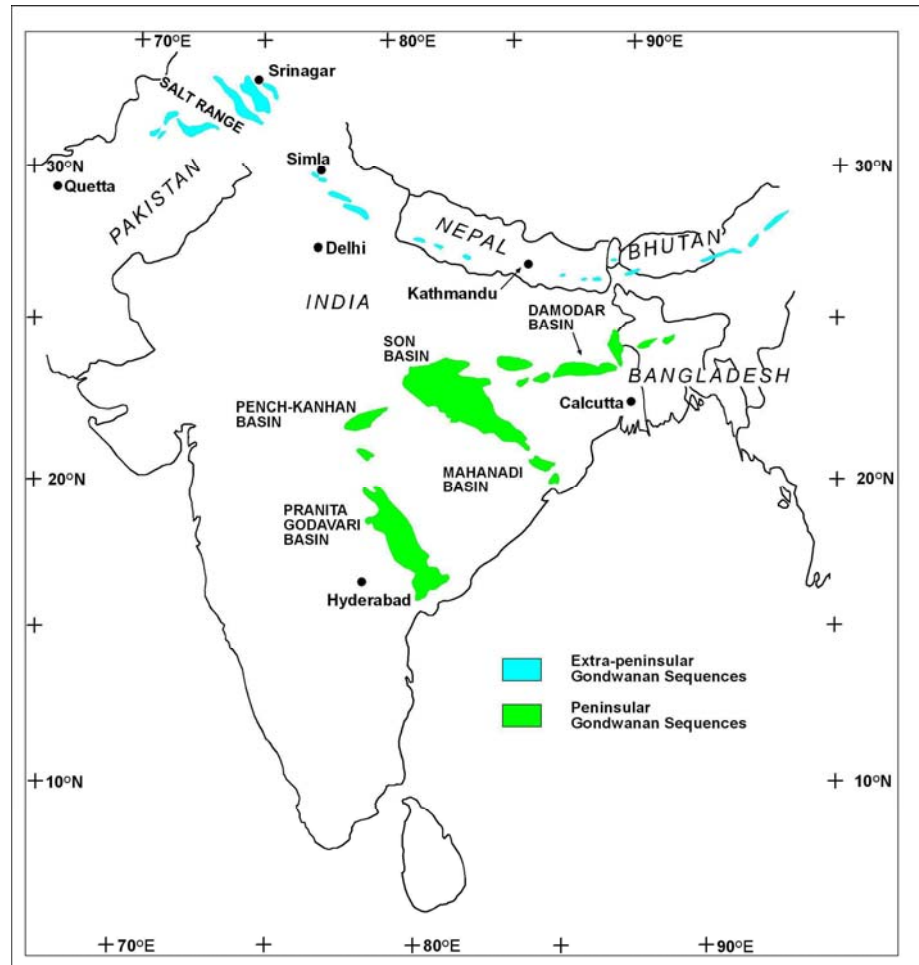 70°E
80°E
90°E
Srinagar
SALT RANGE
30°N
Simla
30°N
Quetta
PAKISTAN
NEPAL
BHUTAN
Delhi
Kathmandu
INDIA
DAMODAR
BASIN
SON
BASIN
BANGLADESH
PENCH-KANHAN
BASIN
Calcutta
20°N
MAHANADI
BASIN
20°N
PRANITA
GODAVARI
BASIN
Hyderabad
Extra-peninsular
Gondwanan Sequences
Peninsular
Gondwanan Sequences
10°N
10°N
70°E
80°E
90°E